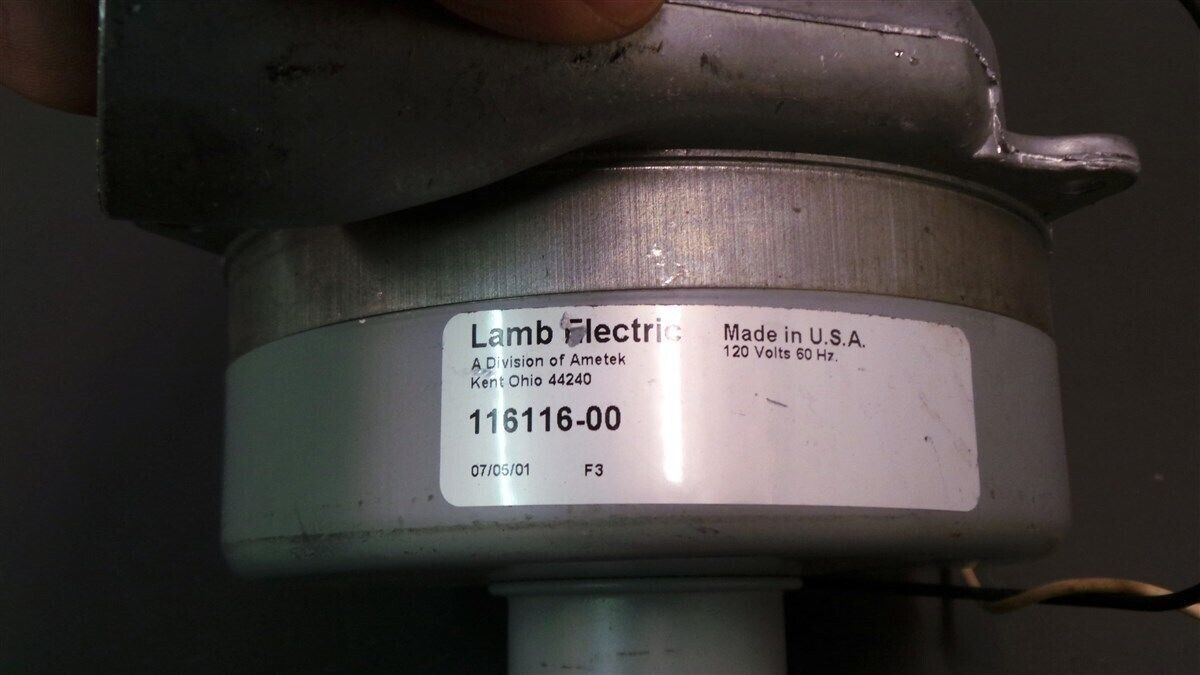 Lamb Electric
A Division of Ametek
Kent Ohio 44240
116116-00
07/05/01 F3
Made in U.S.A.
120 Volts 60 Hz.